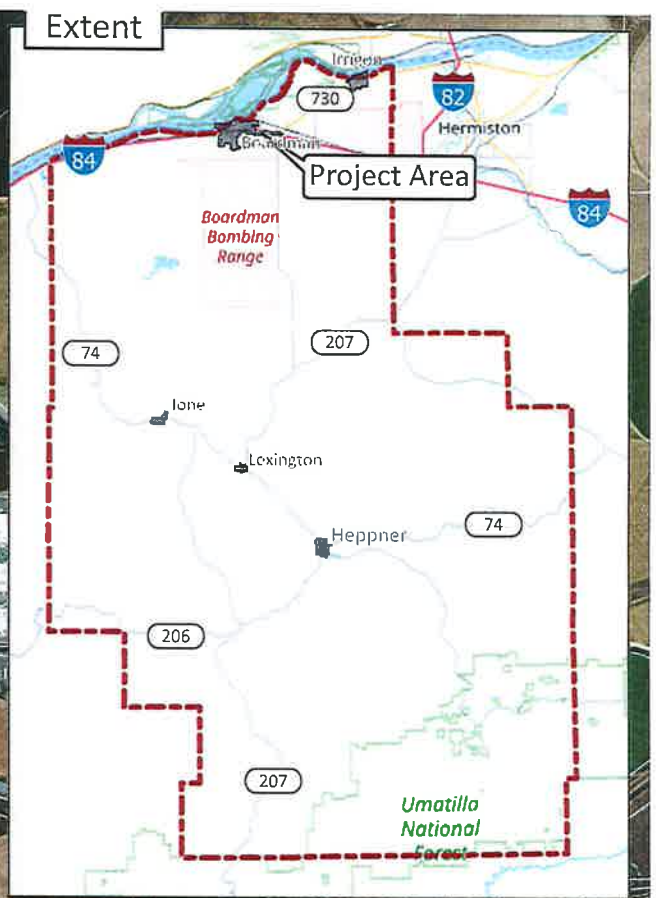 Extent
Irrigon
730
82
Hermiston
84
Boardman
Project Area
84
Boardman
Bombing
Range
74
207
Ione
Lexington
74
Heppner
206
207
Umatilla
National
Forest